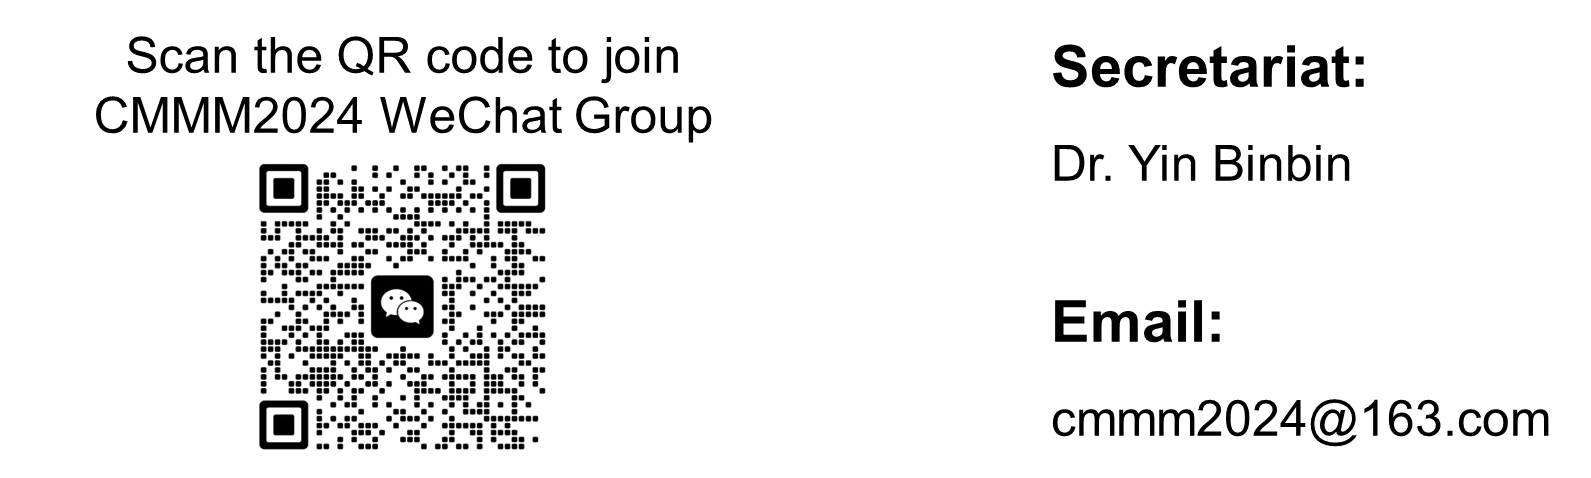 Scan the QR code to join
CMMM2024 WeChat Group
Secretariat:
Dr. Yin Binbin
Email:
cmmm2024@163.com